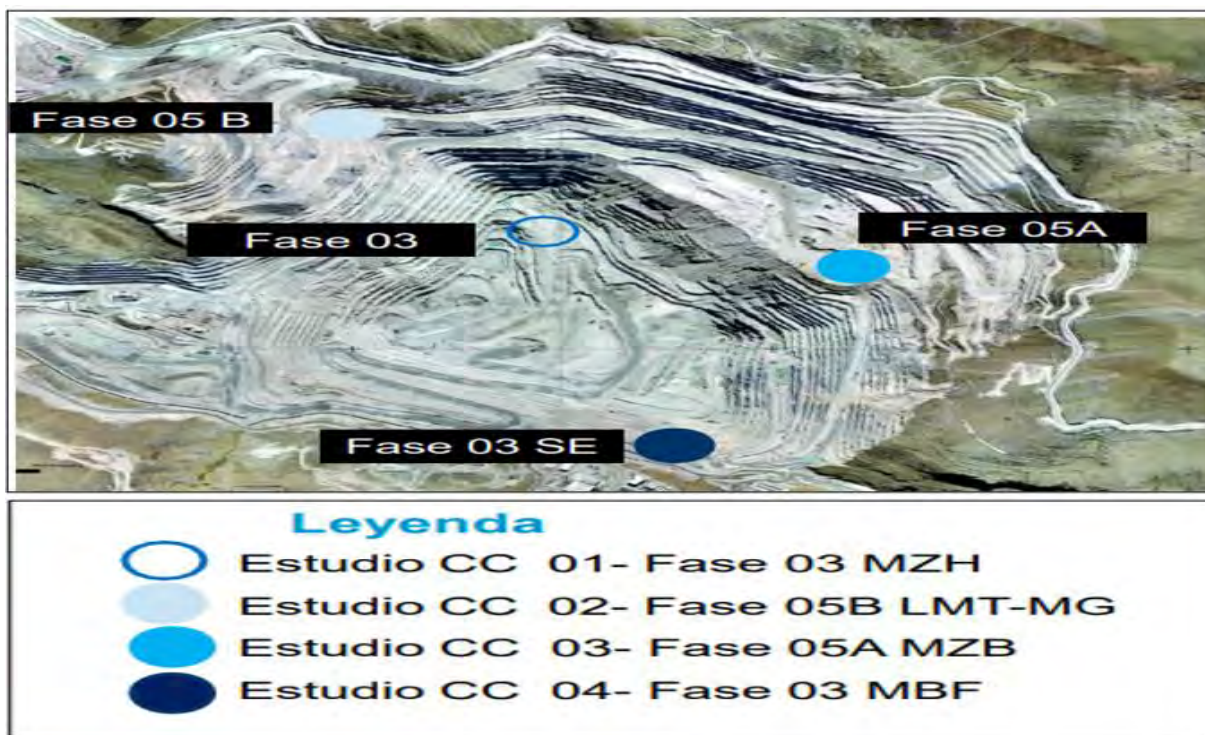 Fase 05 B
Fase 05A
Fase 03
Fase 03 SE
Leyenda
Estudio CC 01- Fase 03 MZH
Estudio CC 02- Fase 05B LMT-MG
Estudio CC 03- Fase 05A MZB
Estudio CC 04- Fase 03 MBF